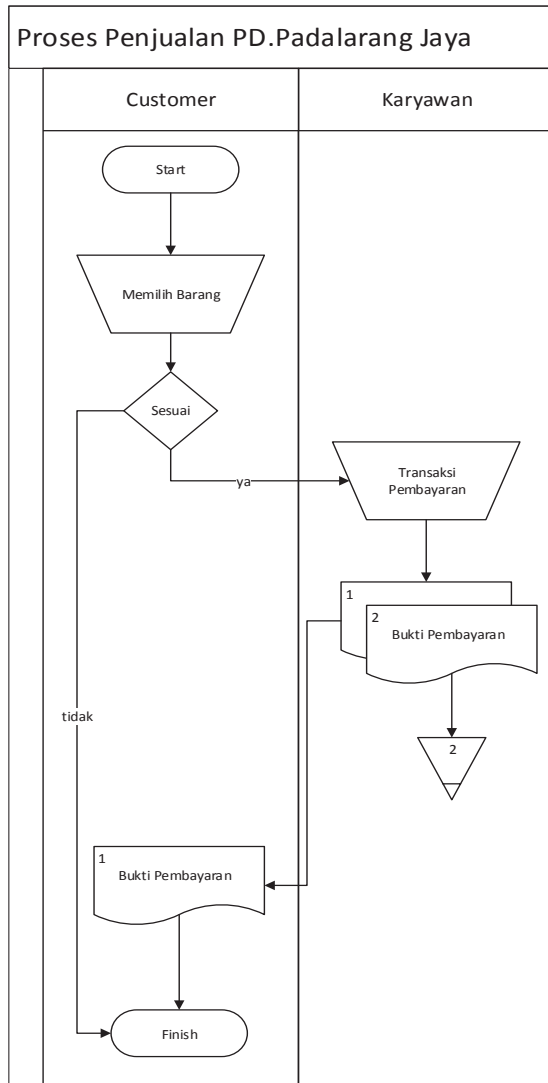 Proses Penjualan PD.Padalarang Jaya
Customer
Karyawan
Start
Memilih Barang
Sesuai
ya
Transaksi
Pembayaran
1
2
Bukti Pembayaran
tidak
2
1
Bukti Pembayaran
Finish